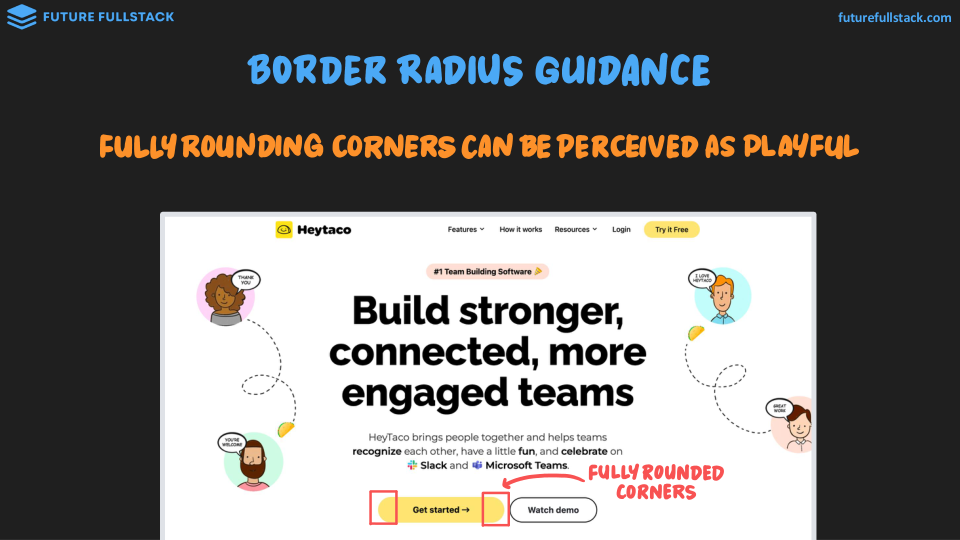 FUTURE FULLSTACK
futurefullstack.com
BORDER RADIUS GUIDANCE
FULLY ROUNDING CORNERS CAN BE PERCEIVED AS PLAYFUL
Heytaco
Features
How it works
Resources
Login
Try it Free
#1 Team Building Software
THANK
YOU
I LOVE
HEYTACO
Build stronger,
connected, more
engaged teams
GREAT
WORK
YOU'RE
WELCOME
HeyTaco brings people together and helps teams
recognize each other, have a little fun, and celebrate on
Slack and Microsoft Teams.
FULLY ROUNDED
CORNERS
Get started →
Watch demo